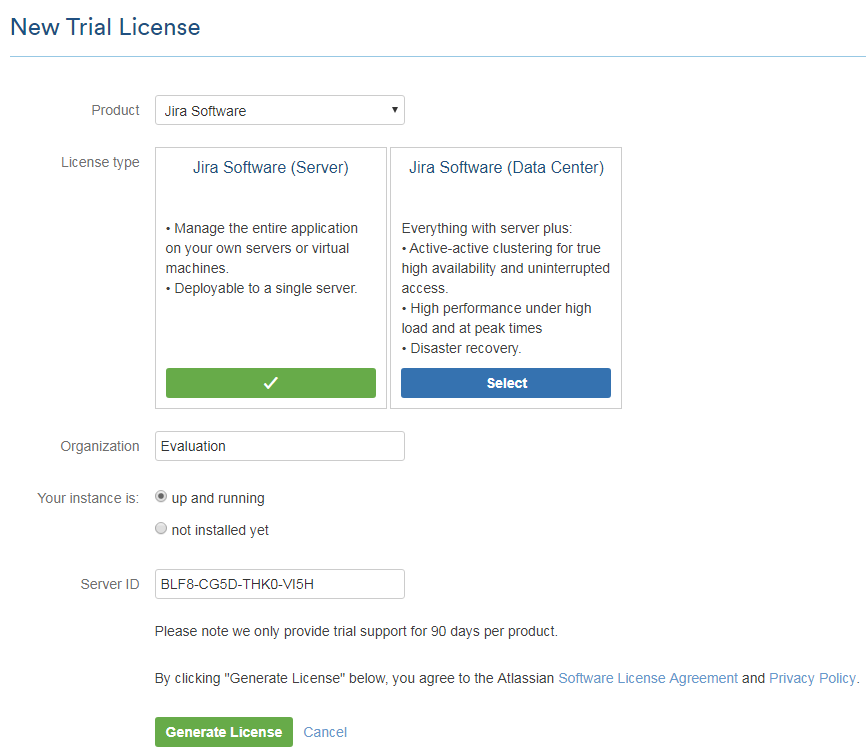 New Trial License
Product
Jira Software
License type
Jira Software (Server)
• Manage the entire application
on your own servers or virtual
machines.
• Deployable to a single server.
Jira Software (Data Center)
Everything with server plus:
• Active-active clustering for true
high availability and uninterrupted
access.
• High performance under high
load and at peak times
• Disaster recovery.
Select
Organization
Evaluation
Your instance is:
up and running
not installed yet
Server ID
BLF8-CG5D-THK0-VI5H
Please note we only provide trial support for 90 days per product.
By clicking "Generate License" below, you agree to the Atlassian Software License Agreement and Privacy Policy.
Generate License
Cancel